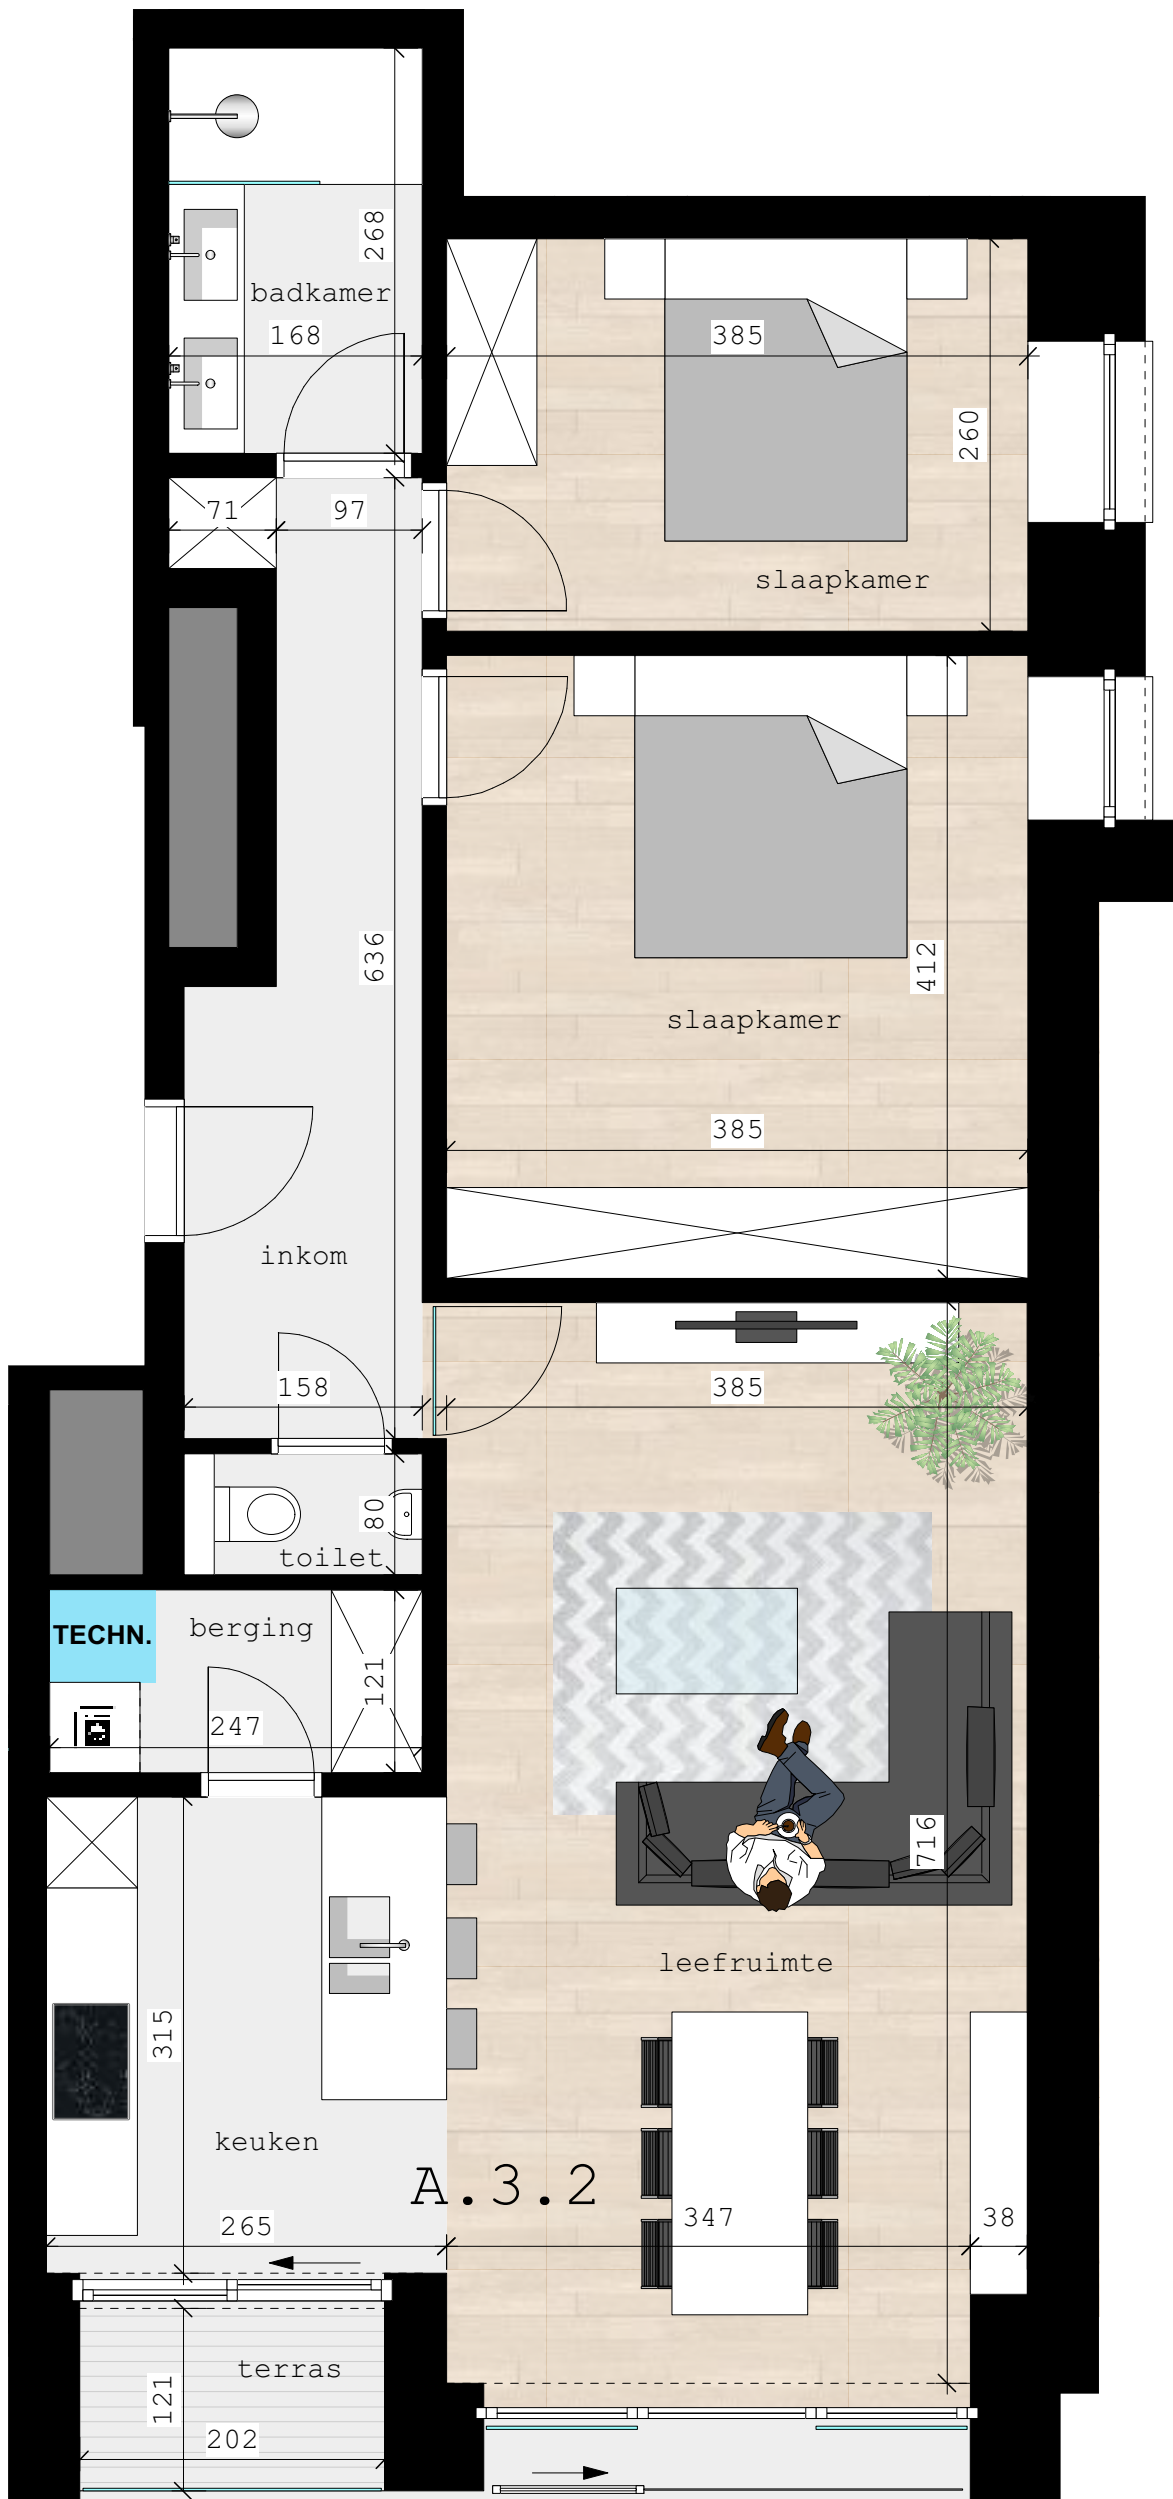 268
badkamer
168
385
260
71
97
slaapkamer
636
412
slaapkamer
385
inkom
158
385
80
toilet
TECHN.
berging
121
247
716
leefruimte
315
keuken
A.3.2
265
347
38
terras
121
202